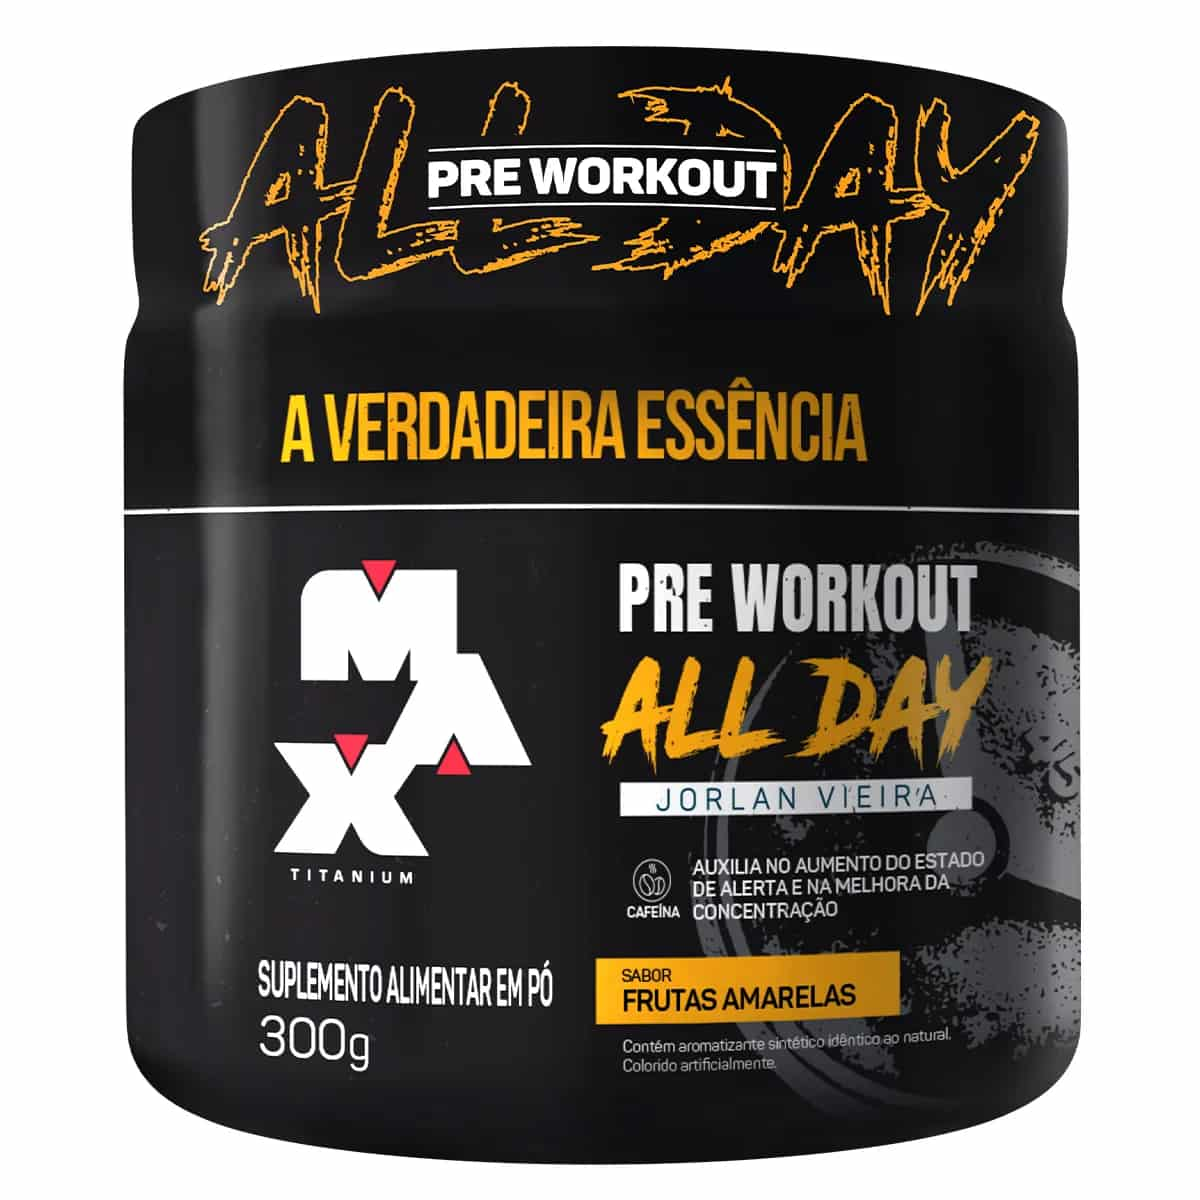 ALL DAY
PRE WORKOUT
A VERDADEIRA ESSÊNCIA
MAX
TITANIUM
PRE WORKOUT
ALL DAY
JORLAN VIEIRA
CAFEÍNA
AUXILIA NO AUMENTO DO ESTADO
DE ALERTA E NA MELHORA DA
CONCENTRAÇÃO
SUPLEMENTO ALIMENTAR EM PÓ
300g
SABOR
FRUTAS AMARELAS
Contém aromatizante sintético idêntico ao natural.
Colorido artificialmente.